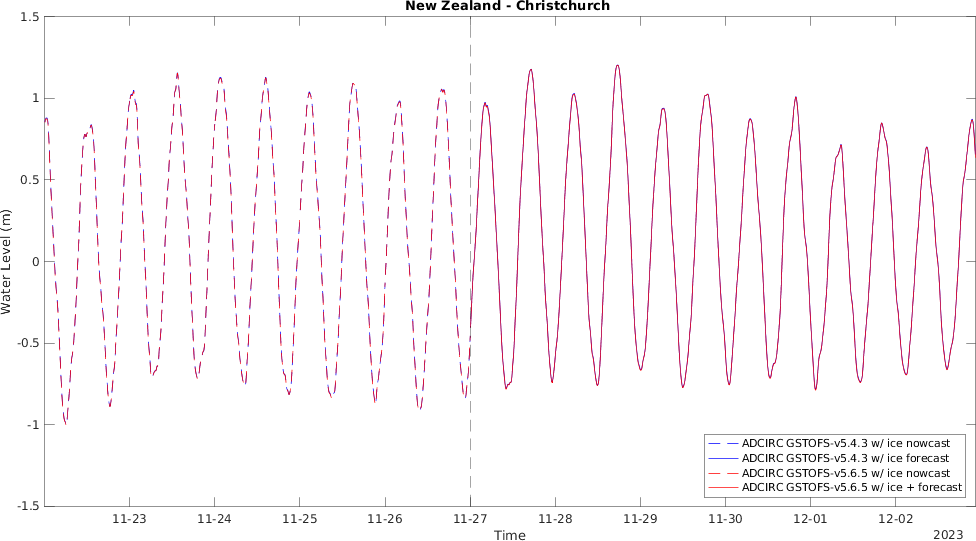 New Zealand - Christchurch
1.5
1
0.5
0
-0.5
-1
-1.5
Water Level (m)
11-23 11-24 11-25 11-26 11-27 11-28 11-29 11-30 12-01 12-02
Time
2023
ADCIRC GSTOFS-v5.4.3 w/ ice nowcast
ADCIRC GSTOFS-v5.4.3 w/ ice forecast
ADCIRC GSTOFS-v5.6.5 w/ ice nowcast
ADCIRC GSTOFS-v5.6.5 w/ ice + forecast